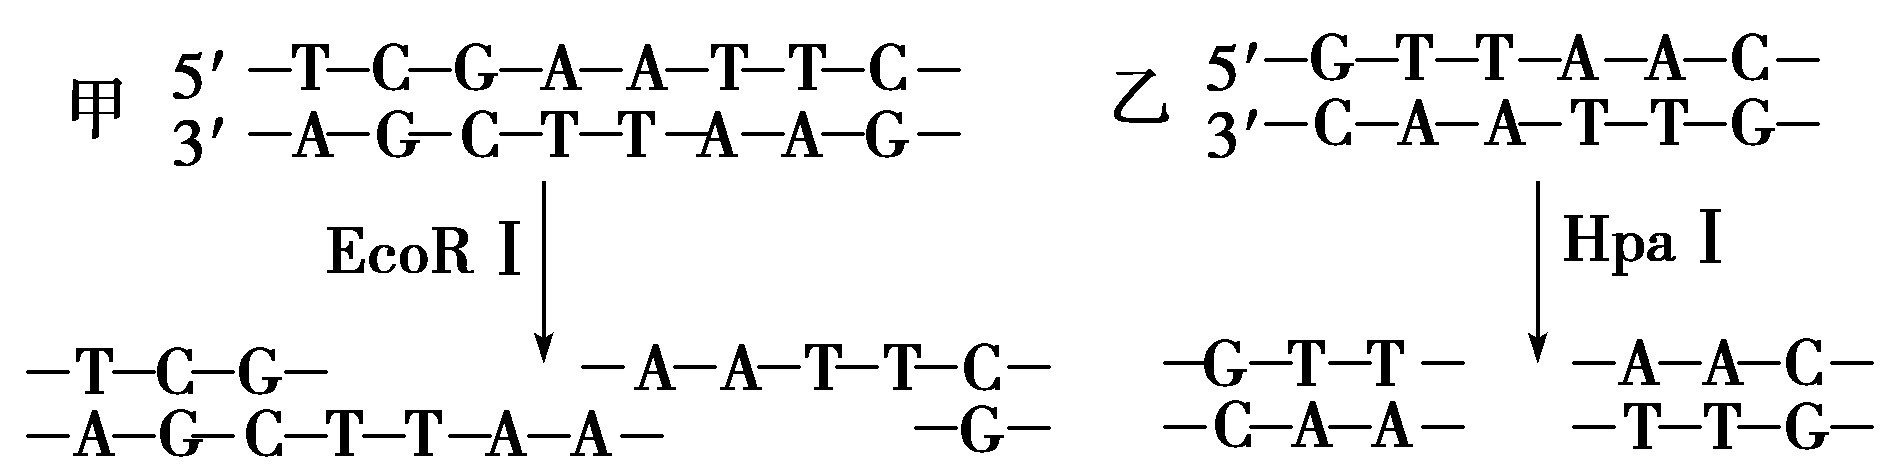 甲 5′ —T—C—G—A—A—T—T—C—
3′ —A—G—C—T—T—A—A—G—
EcoR Ⅰ
—T—C—G— —A—A—T—T—C—
—A—G—C—T—T—A—A— —G—
乙 5′—G—T—T—A—A—C—
3′—C—A—A—T—T—G—
Hpa Ⅰ
—G—T—T— —A—A—C—
—C—A—A— —T—T—G—